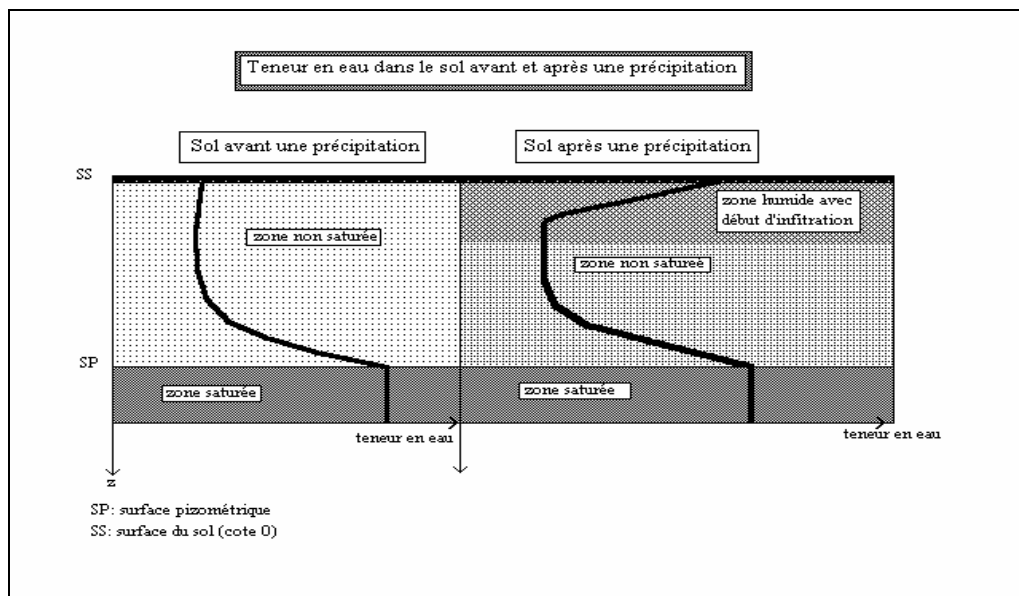 Teneur en eau dans le sol avant et après une précipitation
Sol avant une précipitation
Sol après une précipitation
SS
zone humide avec
début d'infitration
zone non saturée
zone non satureé
SP
zone saturée
zone saturée
teneur en eau
teneur en eau
z
SP: surface pizométrique
SS: surface du sol (cote 0)